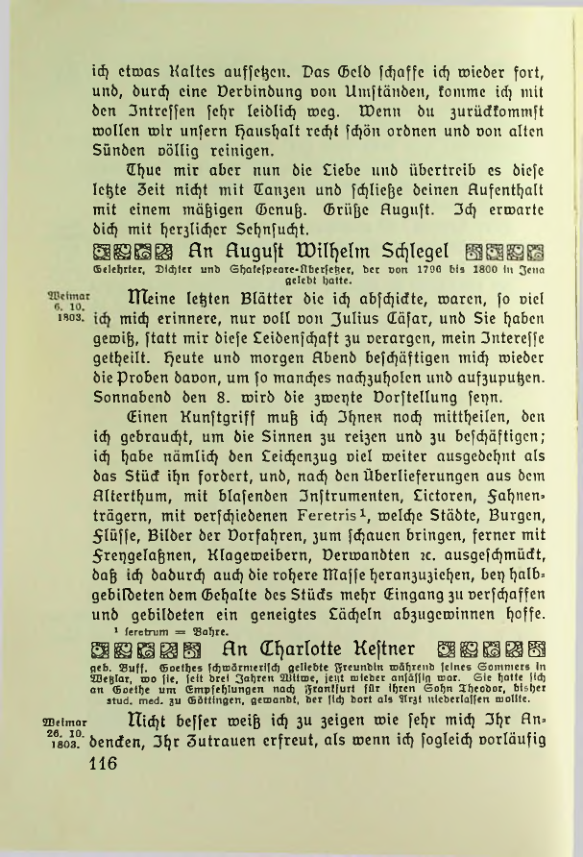 ich etwas Kaltes aufsetzen. Das Geld schaffe ich wieder fort,
und, durch eine Verbindung von Umständen, komme ich mit
den Intressen sehr leidlich weg. Wenn du zurückkommst
wollen wir unsern Haushalt recht schön ordnen und von alten
Sünden völlig reinigen.
Thue mir aber nun die Liebe und übertreib es diese
letzte Zeit nicht mit Tanzen und schließe deinen Aufenthalt
mit einem mäßigen Genuß. Grüße August. Ich erwarte
dich mit herzlicher Sehnsucht.
An August Wilhelm Schlegel
Gelehrter, Dichter und Shakespeare-Übersetzer, der von 1796 bis 1800 in Jena
gelebt hatte.
Weimar
6. 10.
1803.
Meine letzten Blätter die ich abschickte, waren, so viel
ich mich erinnere, nur voll von Julius Cäsar, und Sie haben
gewiß, statt mir diese Leidenschaft zu verargen, mein Interesse
getheilt. Heute und morgen Abend beschäftigen mich wieder
die Proben davon, um so manches nachzuholen und aufzuputzen.
Sonnabend den 8. wird die zweyte Vorstellung seyn.
Einen Kunstgriff muß ich Ihnen noch mittheilen, den
ich gebraucht, um die Sinnen zu reizen und zu beschäftigen;
ich habe nämlich den Leichenzug viel weiter ausgedehnt als
das Stück ihn fordert, und, nach den Überlieferungen aus dem
Alterthum, mit blasenden Instrumenten, Lictoren, Fahnen-
trägern, mit verschiedenen Feretris¹, welche Städte, Burgen,
Flüsse, Bilder der Vorfahren, zum schauen bringen, ferner mit
Freygelaßnen, Klageweibern, Verwandten ꝛc. ausgeschmückt,
daß ich dadurch auch die rohere Masse heranzuziehen, bey halb-
gebildeten dem Gehalte des Stücks mehr Eingang zu verschaffen
und gebildeten ein geneigtes Lächeln abzugewinnen hoffe.
¹ feretrum = Bahre.
An Charlotte Kestner
geb. Buff. Goethes schwärmerisch geliebte Freundin während seines Sommers in
Wetzlar, wo sie, seit drei Jahren Witwe, jetzt wieder ansässig war. Sie hatte sich
an Goethe um Empfehlungen nach Frankfurt für ihren Sohn Theodor, bisher
stud. med. zu Göttingen, gewandt, der sich dort als Arzt niederlassen wollte.
Weimar
26. 10.
1803.
Nicht besser weiß ich zu zeigen wie sehr mich Ihr An-
dencken, Ihr Zutrauen erfreut, als wenn ich sogleich vorläufig
116